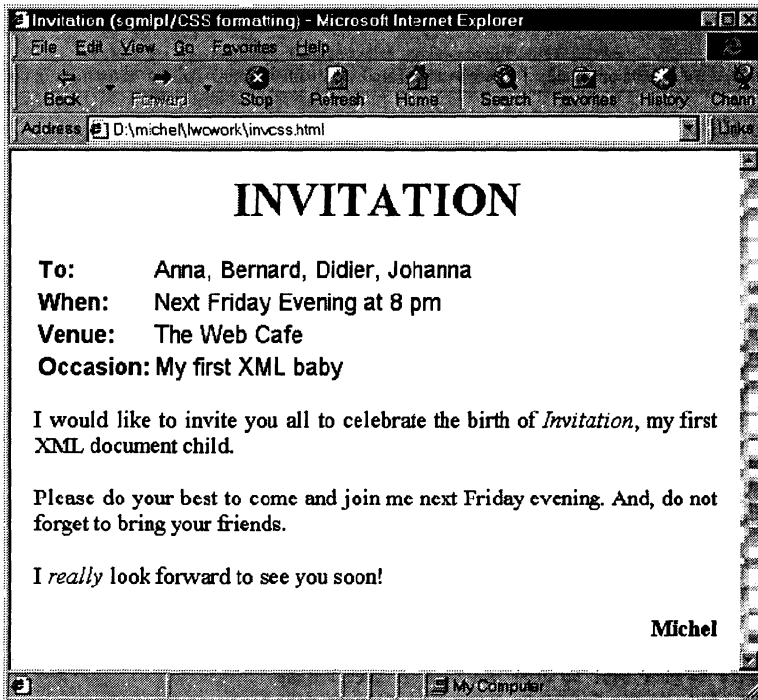 Invitation (sgmlpl/CSS formatting) - Microsoft Internet Explorer
File Edit View Go Favorites Help
Back Forward Stop Refresh Home Search Favorites History Chann
Address D:\michel\lwowork\invcss.html Links
INVITATION
To: Anna, Bernard, Didier, Johanna
When: Next Friday Evening at 8 pm
Venue: The Web Cafe
Occasion: My first XML baby
I would like to invite you all to celebrate the birth of Invitation, my first
XML document child.
Please do your best to come and join me next Friday evening. And, do not
forget to bring your friends.
I really look forward to see you soon!
Michel
My Computer